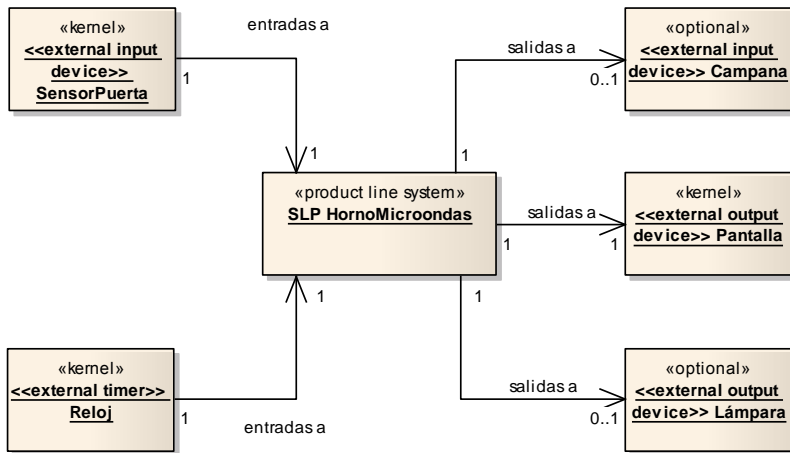 «kernel»
<<external input
device>>
SensorPuerta
entradas a
1
1
«optional»
<<external input
device>> Campana
salidas a
0..1
1
«product line system»
SLP HornoMicroondas
«kernel»
<<external output
device>> Pantalla
salidas a
1
1
«kernel»
<<external timer>>
Reloj
entradas a
1
1
«optional»
<<external output
device>> Lámpara
salidas a
0..1
1